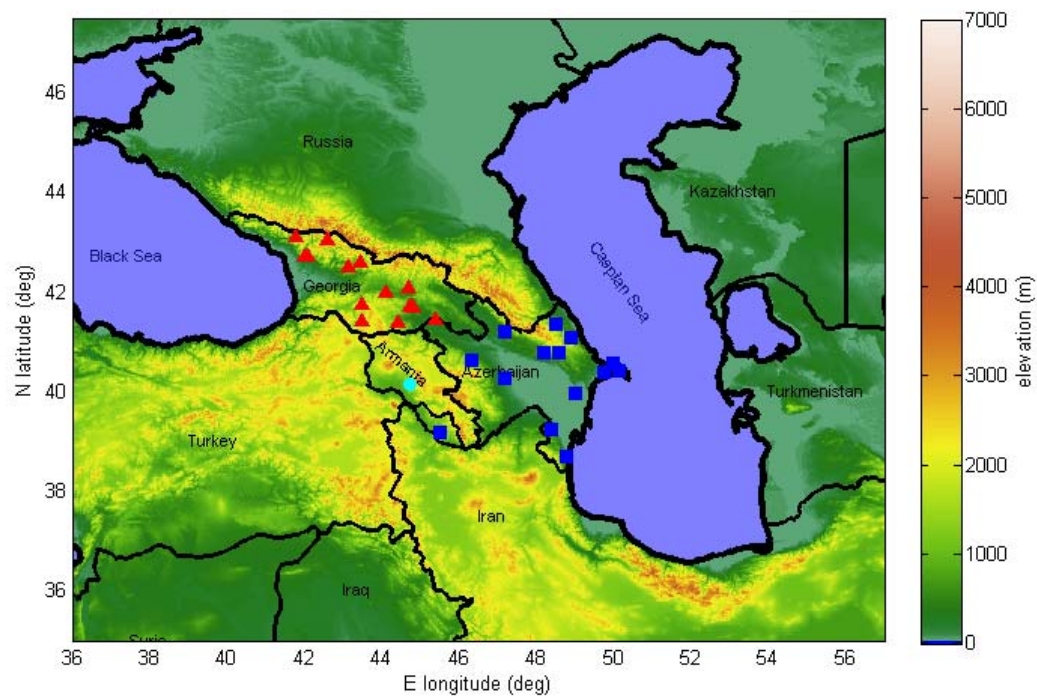 46
44
42
40
38
36
N latitude (deg)
36
38
40
42
44
46
48
50
52
54
56
E longitude (deg)
Russia
Kazakhstan
Black Sea
Caspian Sea
Georgia
Armenia
Azerbaijan
Turkmenistan
Turkey
Iran
Iraq
Syria
7000
6000
5000
4000
3000
2000
1000
0
elevation (m)